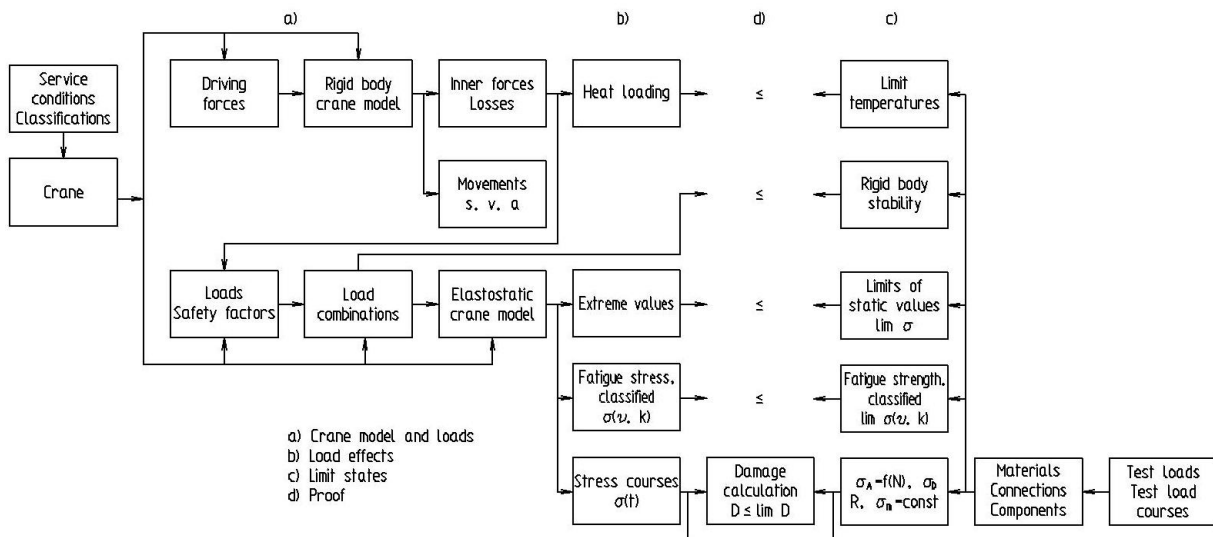 a)
b)
d)
c)
Service
conditions
Classifications
Crane
Driving
forces
Rigid body
crane model
Inner forces
Losses
Heat loading
≤
Limit
temperatures
Movements
s, v, a
≤
Rigid body
stability
Loads
Safety factors
Load
combinations
Elastostatic
crane model
Extreme values
≤
Limits of
static values
lim σ
Fatigue stress,
classified
σ(υ, k)
≤
Fatigue strength,
classified
lim σ(υ, k)
a) Crane model and loads
b) Load effects
c) Limit states
d) Proof
Stress courses
σ(t)
Damage
calculation
D ≤ lim D
σA=f(N), σD
R, σm=const
Materials
Connections
Components
Test loads
Test load
courses